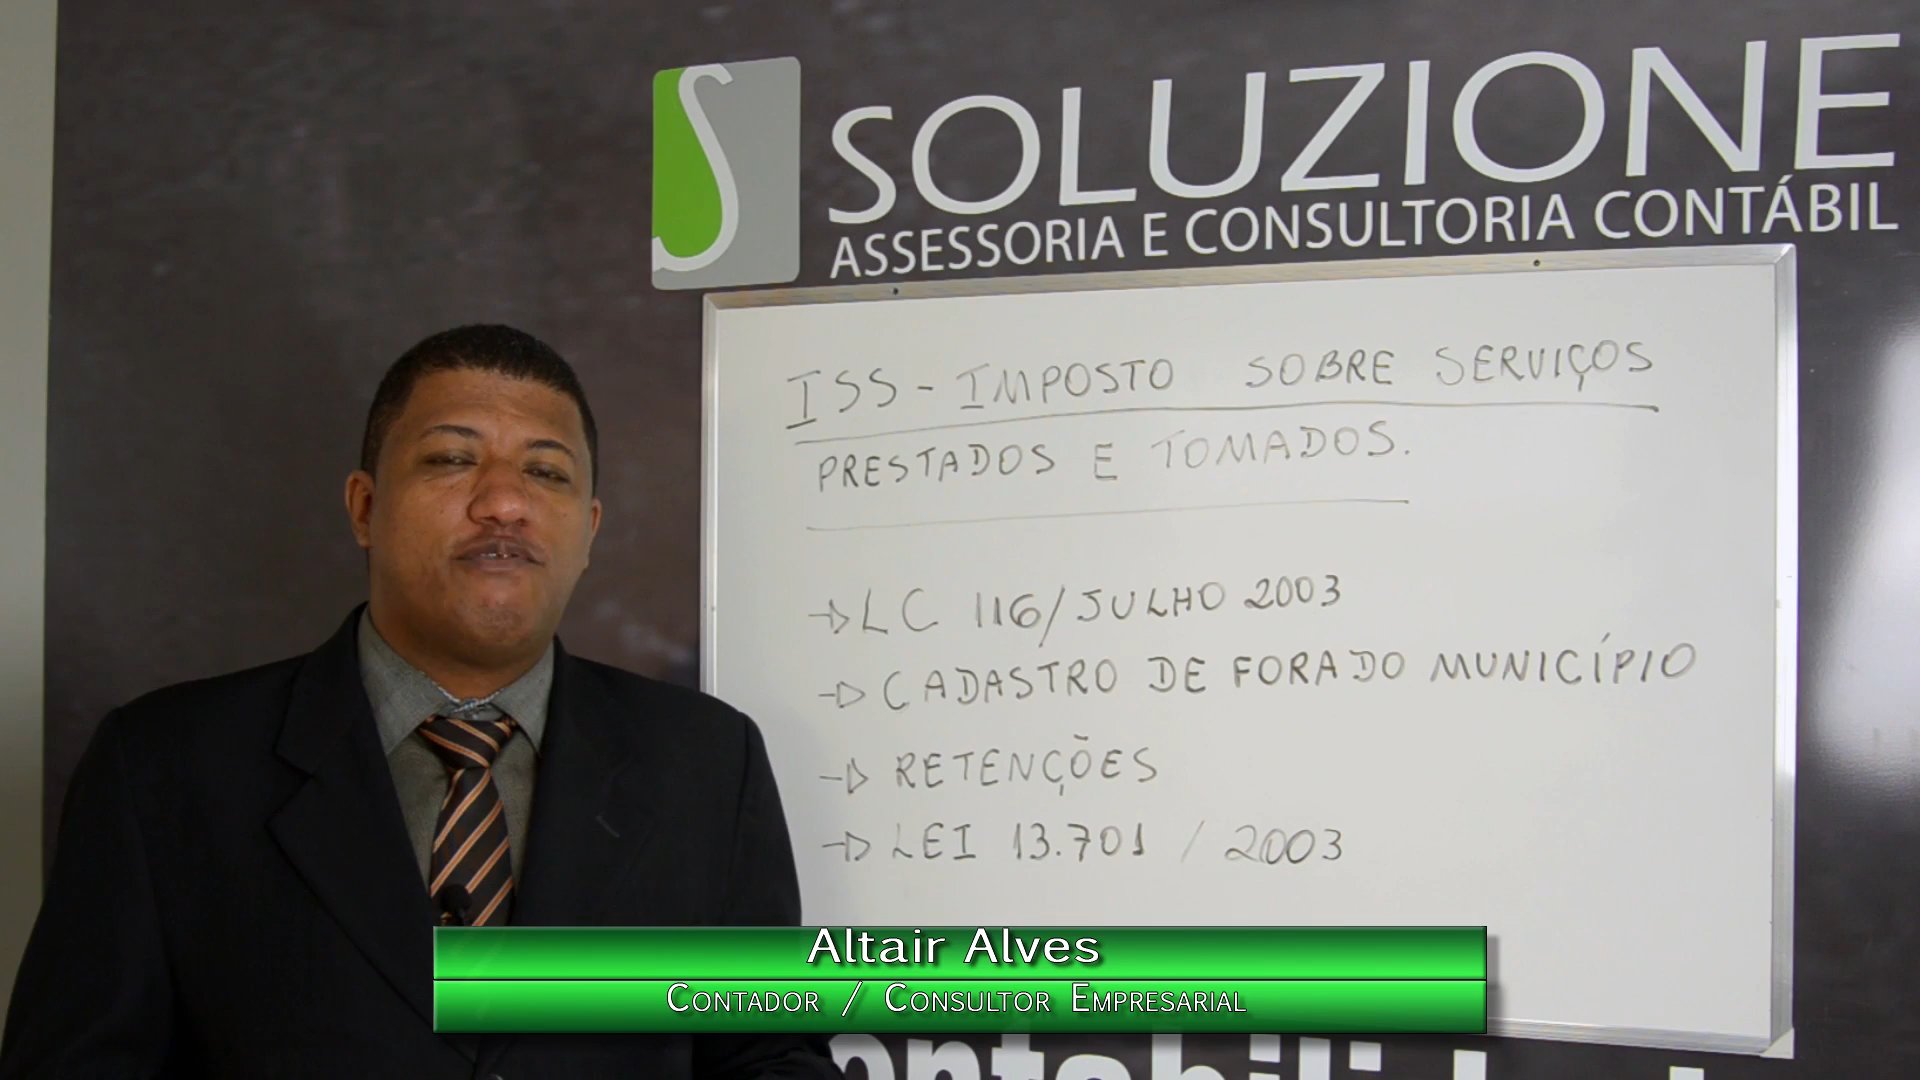 SOLUZIONE
ASSESSORIA E CONSULTORIA CONTÁBIL
ISS - IMPOSTO SOBRE SERVIÇOS
PRESTADOS E TOMADOS.
→ LC 116/JULHO 2003
→ CADASTRO DE FORA DO MUNICÍPIO
→ RETENÇÕES
→ LEI 13.701 / 2003
Altair Alves
Contador / Consultor Empresarial